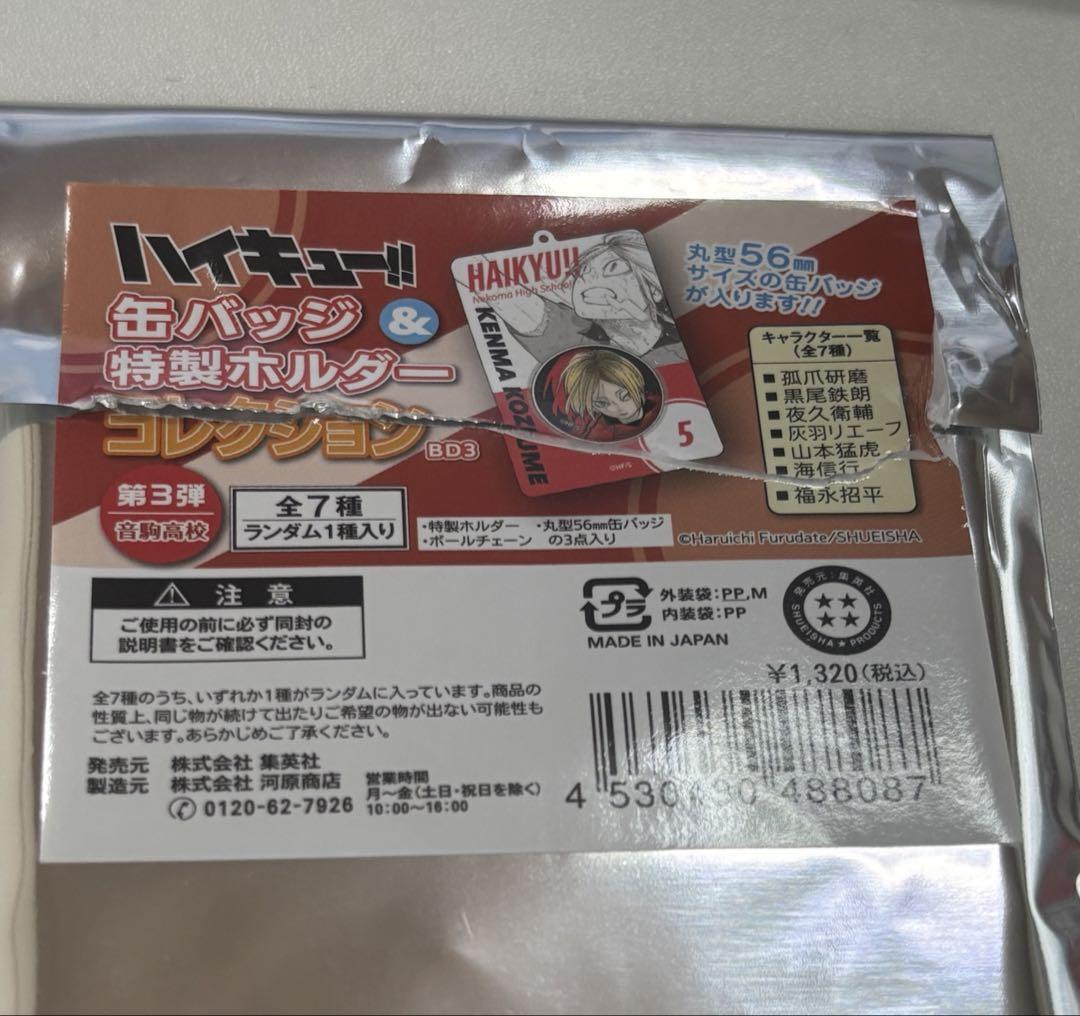 ハイキュー!!
缶バッジ&
特製ホルダー
コレクション BD3
第3弾
音駒高校
全7種
ランダム1種入り
HAIKYU!!
Nekoma High School
KENMA KOZUME
5
丸型56mm
サイズの缶バッジ
が入ります!!
キャラクター一覧
(全7種)
■孤爪研磨
■黒尾鉄朗
■夜久衛輔
■灰羽リエーフ
■山本猛虎
■海信行
■福永招平
・特製ホルダー ・丸型56mm缶バッジ
・ボールチェーン の3点入り
©Haruichi Furudate/SHUEISHA
⚠ 注意
ご使用の前に必ず同封の
説明書をご確認ください。
プラ
外装袋:PP,M
内装袋:PP
MADE IN JAPAN
発売元:集英社
SHUEISHA★PRODUCTS
全7種のうち、いずれか1種がランダムに入っています。商品の
性質上、同じ物が続けて出たりご希望の物が出ない可能性も
ございます。あらかじめご了承ください。
発売元 株式会社 集英社
製造元 株式会社 河原商店
0120-62-7926
営業時間
月〜金(土日・祝日を除く)
10:00〜16:00
¥1,320(税込)
4 530430 488087